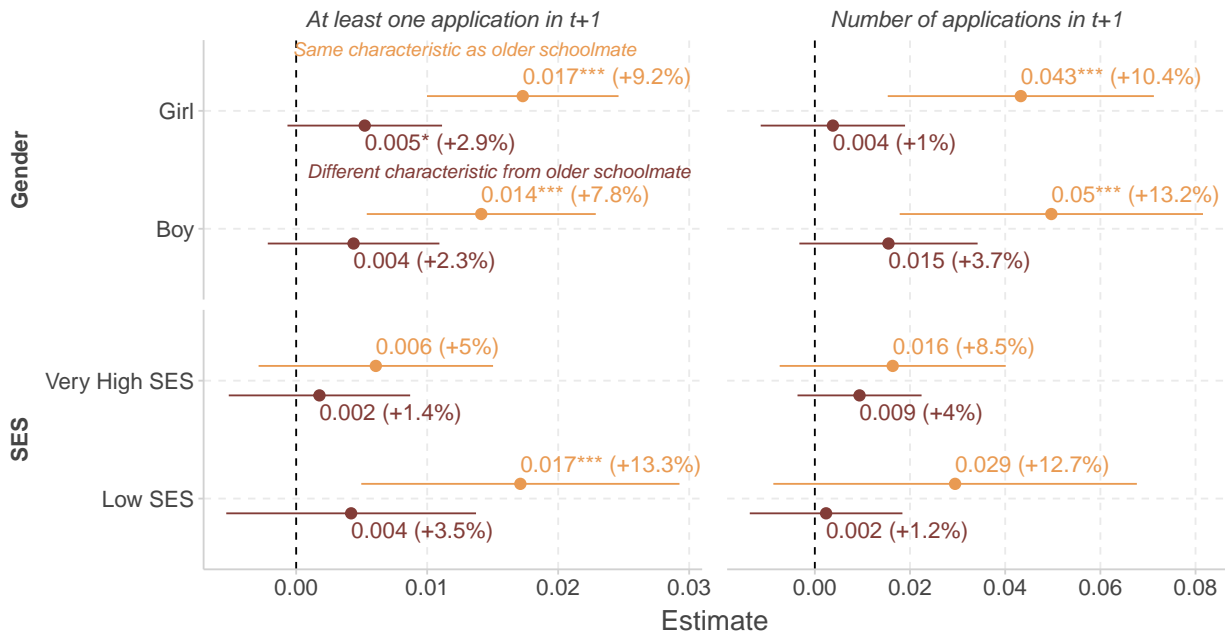 At least one application in t+1
Number of applications in t+1
Same characteristic as older schoolmate
0.017*** (+9.2%)
0.043*** (+10.4%)
Girl
0.005* (+2.9%)
0.004 (+1%)
Gender
Different characteristic from older schoolmate
0.014*** (+7.8%)
0.05*** (+13.2%)
Boy
0.004 (+2.3%)
0.015 (+3.7%)
0.006 (+5%)
0.016 (+8.5%)
Very High SES
0.002 (+1.4%)
0.009 (+4%)
SES
0.017*** (+13.3%)
0.029 (+12.7%)
Low SES
0.004 (+3.5%)
0.002 (+1.2%)
0.00 0.01 0.02 0.03
0.00 0.02 0.04 0.06 0.08
Estimate